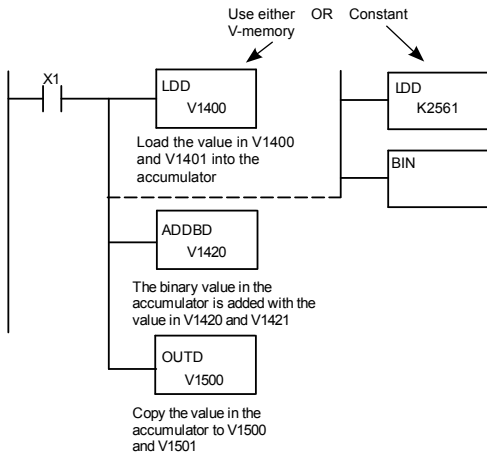 Use either OR Constant
V-memory
X1
LDD
V1400
Load the value in V1400
and V1401 into the
accumulator
LDD
K2561
BIN
ADDBD
V1420
The binary value in the
accumulator is added with the
value in V1420 and V1421
OUTD
V1500
Copy the value in the
accumulator to V1500
and V1501